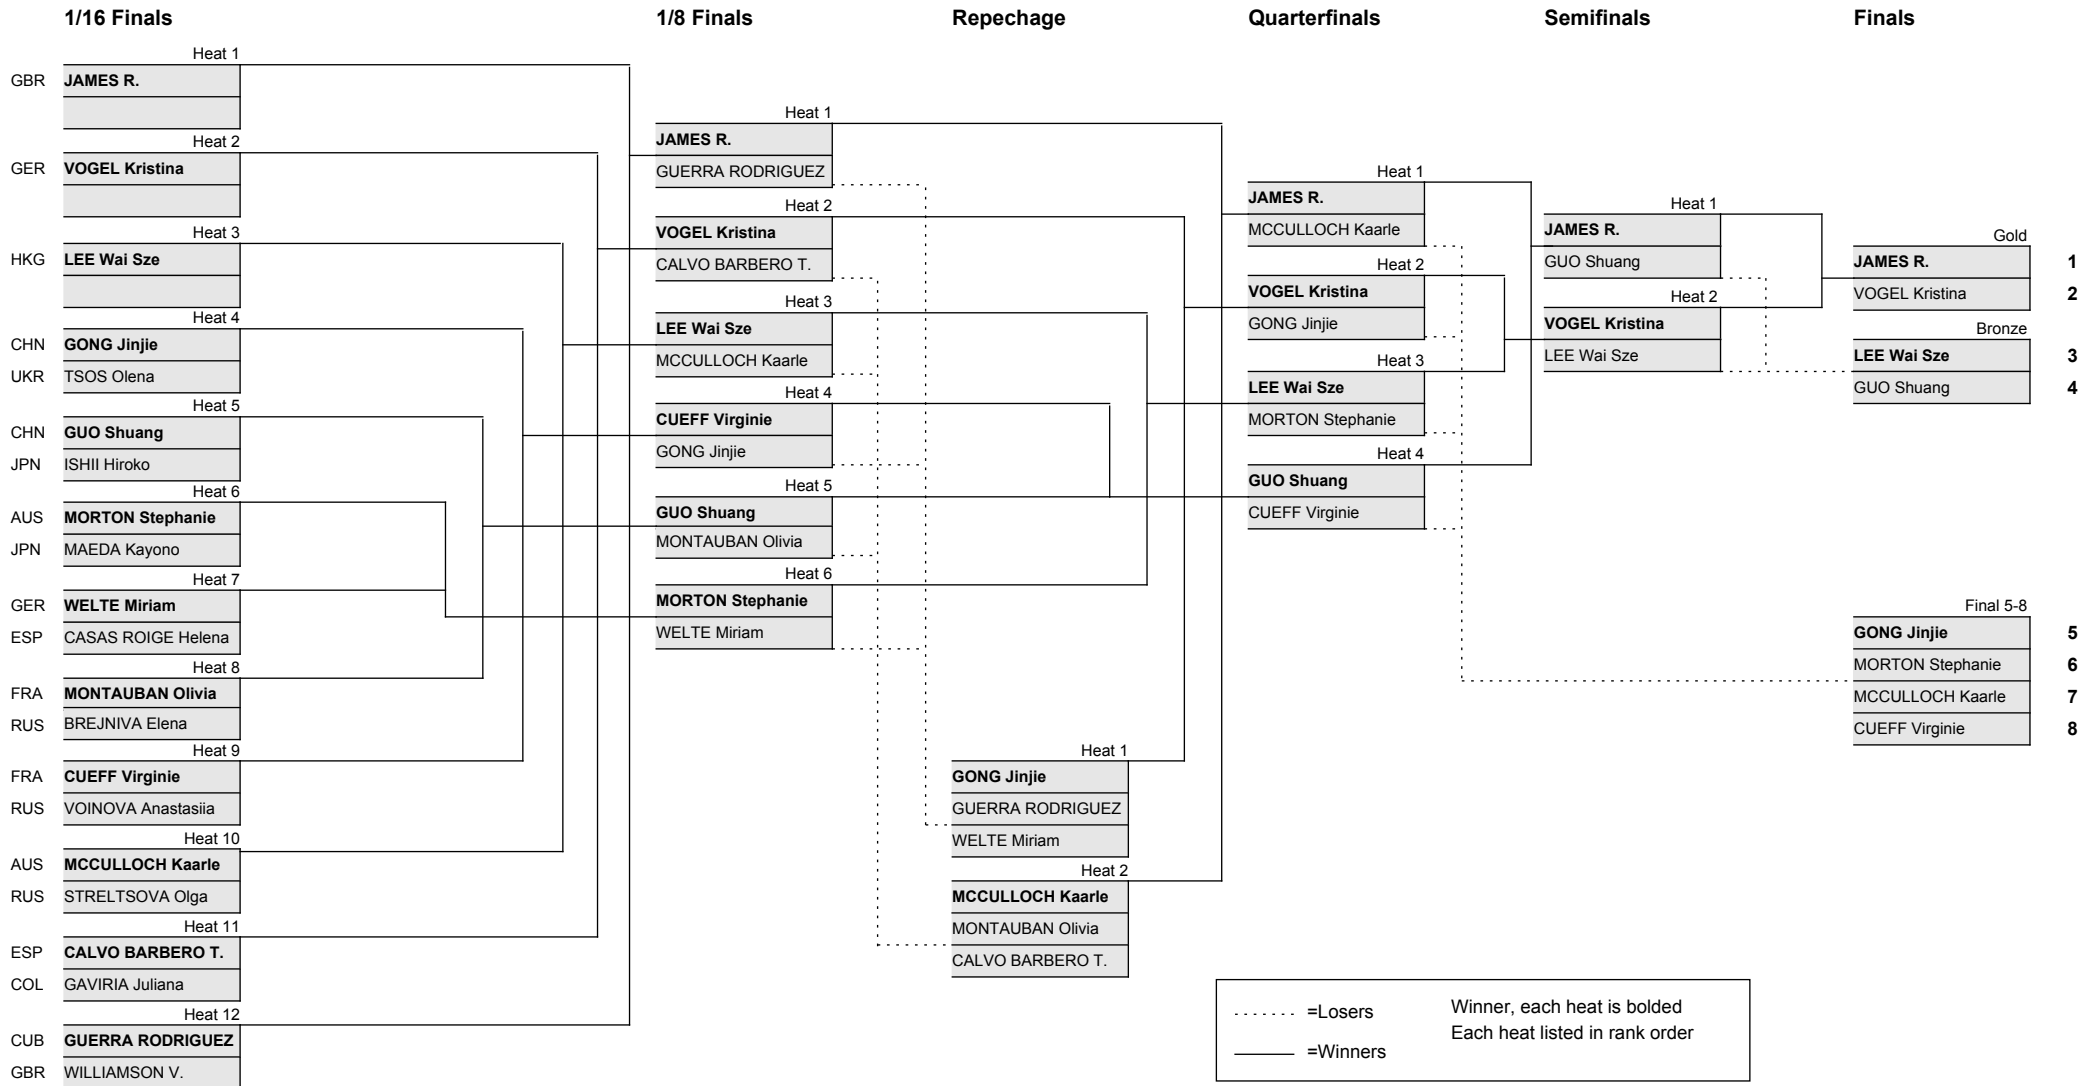 1/16 Finals 1/8 Finals Repechage Quarterfinals Semifinals Finals
Heat 1
GBR JAMES R.
Heat 2
GER VOGEL Kristina
Heat 3
HKG LEE Wai Sze
Heat 4
CHN GONG Jinjie
UKR TSOS Olena
Heat 5
CHN GUO Shuang
JPN ISHII Hiroko
Heat 6
AUS MORTON Stephanie
JPN MAEDA Kayono
Heat 7
GER WELTE Miriam
ESP CASAS ROIGE Helena
Heat 8
FRA MONTAUBAN Olivia
RUS BREJNIVA Elena
Heat 9
FRA CUEFF Virginie
RUS VOINOVA Anastasiia
Heat 10
AUS MCCULLOCH Kaarle
RUS STRELTSOVA Olga
Heat 11
ESP CALVO BARBERO T.
COL GAVIRIA Juliana
Heat 12
CUB GUERRA RODRIGUEZ
GBR WILLIAMSON V.
Heat 1
JAMES R.
GUERRA RODRIGUEZ
Heat 2
VOGEL Kristina
CALVO BARBERO T.
Heat 3
LEE Wai Sze
MCCULLOCH Kaarle
Heat 4
CUEFF Virginie
GONG Jinjie
Heat 5
GUO Shuang
MONTAUBAN Olivia
Heat 6
MORTON Stephanie
WELTE Miriam
Heat 1
GONG Jinjie
GUERRA RODRIGUEZ
WELTE Miriam
Heat 2
MCCULLOCH Kaarle
MONTAUBAN Olivia
CALVO BARBERO T.
Heat 1
JAMES R.
MCCULLOCH Kaarle
Heat 2
VOGEL Kristina
GONG Jinjie
Heat 3
LEE Wai Sze
MORTON Stephanie
Heat 4
GUO Shuang
CUEFF Virginie
Heat 1
JAMES R.
GUO Shuang
Heat 2
VOGEL Kristina
LEE Wai Sze
Gold
JAMES R. 1
VOGEL Kristina 2
Bronze
LEE Wai Sze 3
GUO Shuang 4
Final 5-8
GONG Jinjie 5
MORTON Stephanie 6
MCCULLOCH Kaarle 7
CUEFF Virginie 8
=Losers Winner, each heat is bolded
Each heat listed in rank order
=Winners